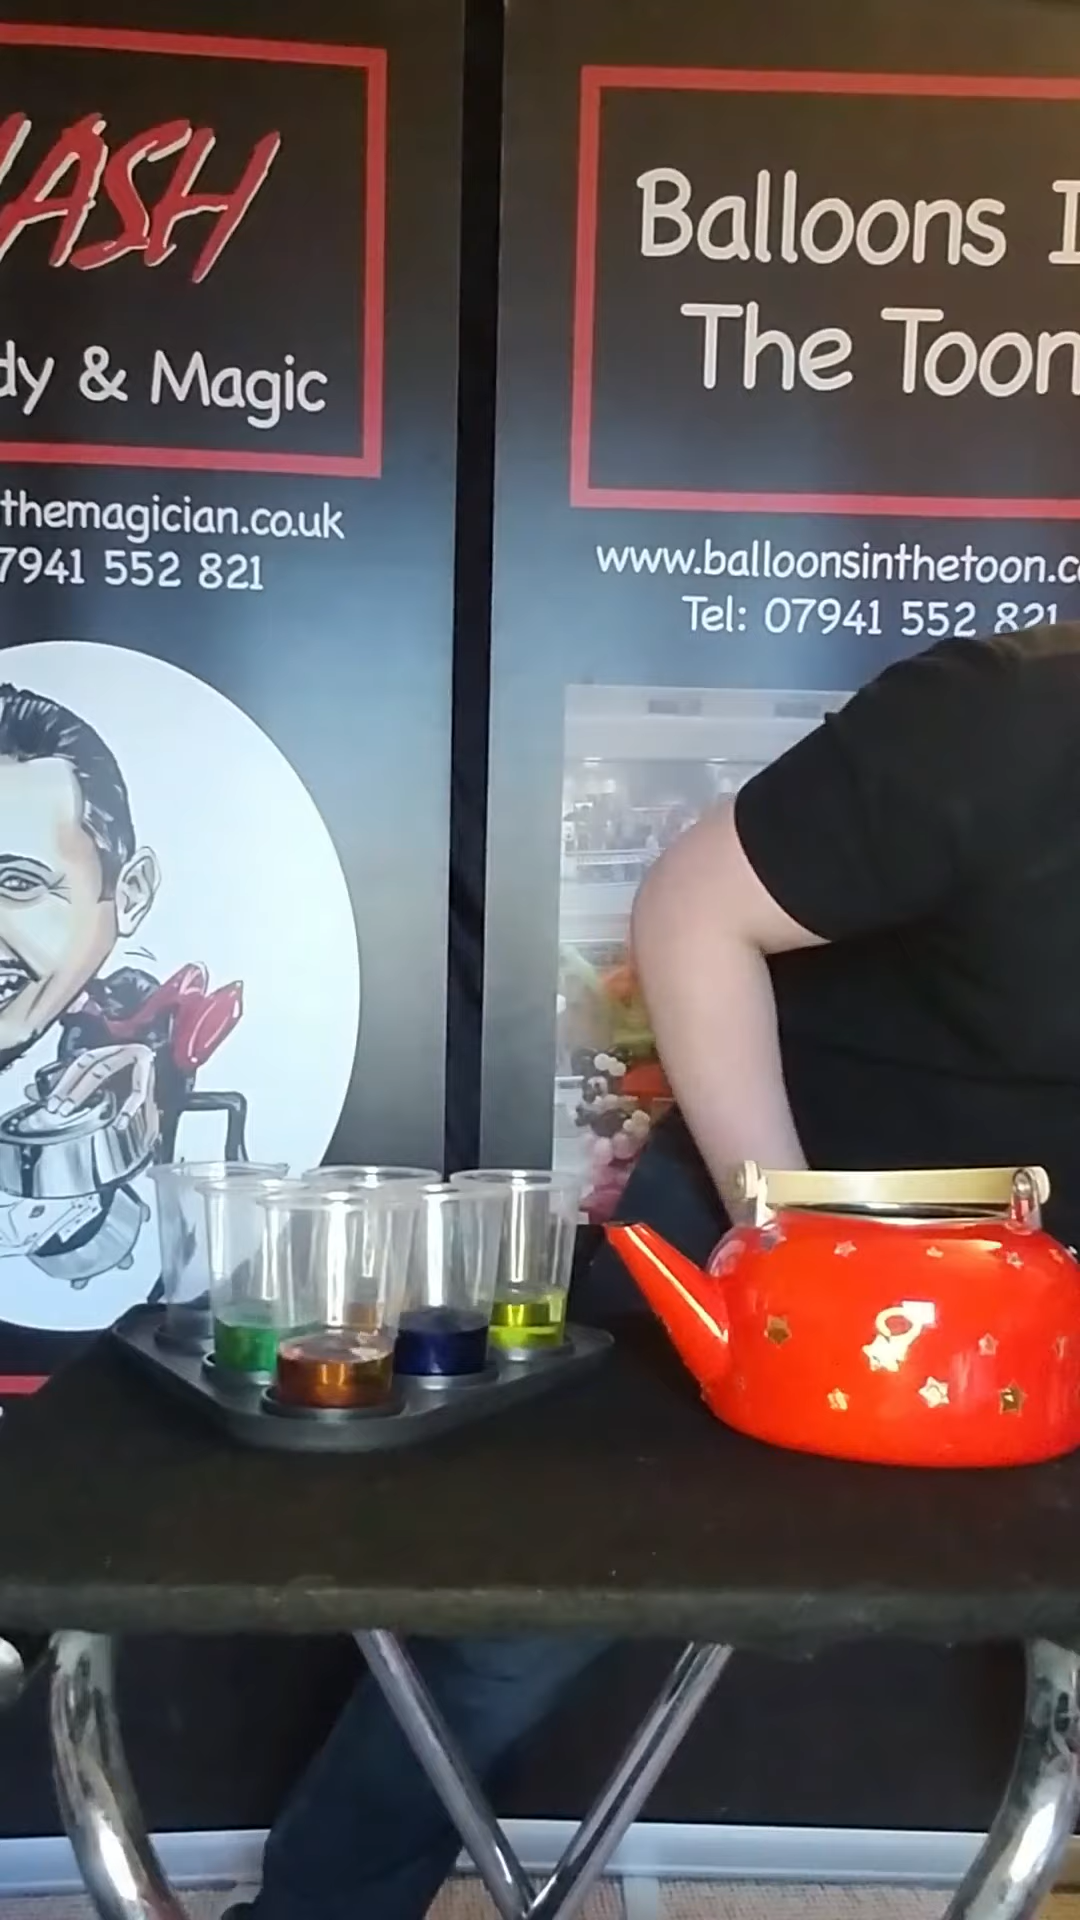 ASH
dy & Magic
themagician.co.uk
7941 552 821
Balloons I
The Toon
www.balloonsinthetoon.c
Tel: 07941 552 821